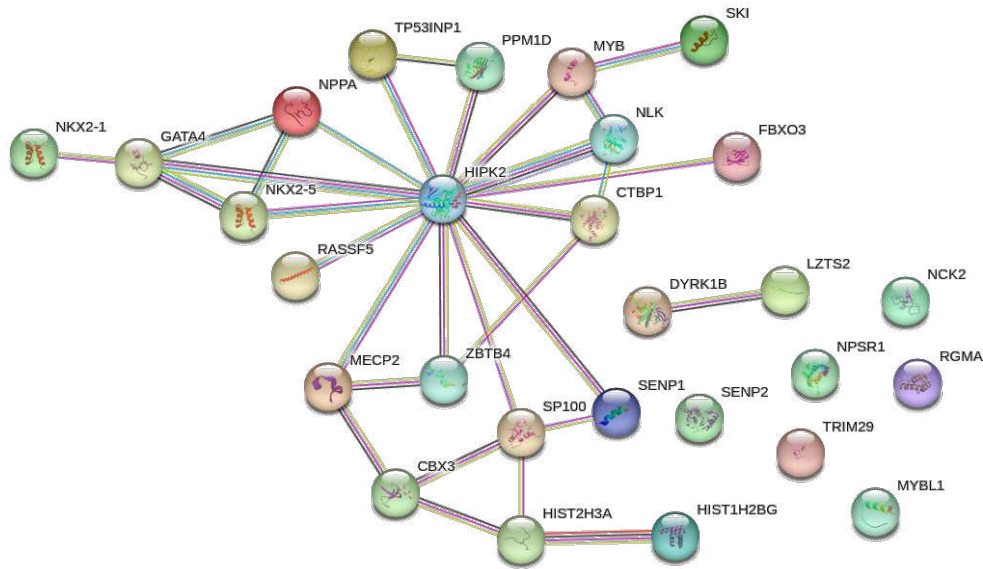 SKI
TP53INP1
PPM1D
MYB
NPPA
NLK
NKX2-1
GATA4
FBXO3
HIPK2
NKX2-5
CTBP1
RASSF5
LZTS2
NCK2
DYRK1B
MECP2
ZBTB4
NPSR1
RGMA
SENP1
SENP2
SP100
TRIM29
CBX3
MYBL1
HIST2H3A
HIST1H2BG